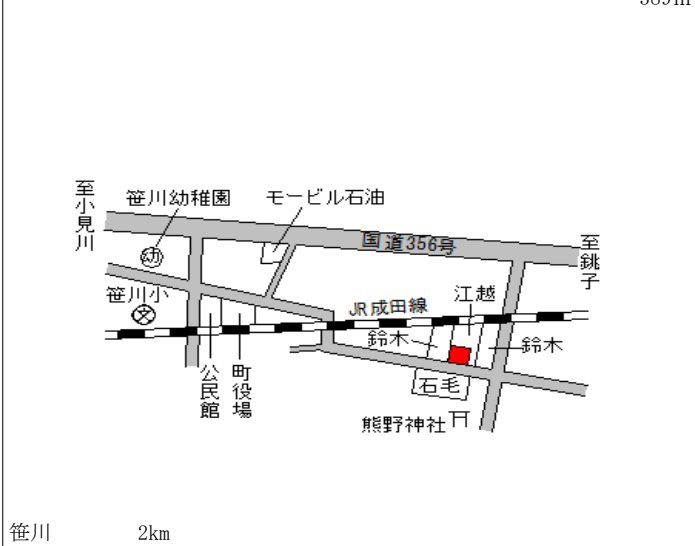 至小見川
笹川幼稚園
モービル石油
国道356号
至銚子
幼
笹川小
文
JR成田線
江越
鈴木
鈴木
公民館
町役場
石毛
熊野神社
笹川 2km